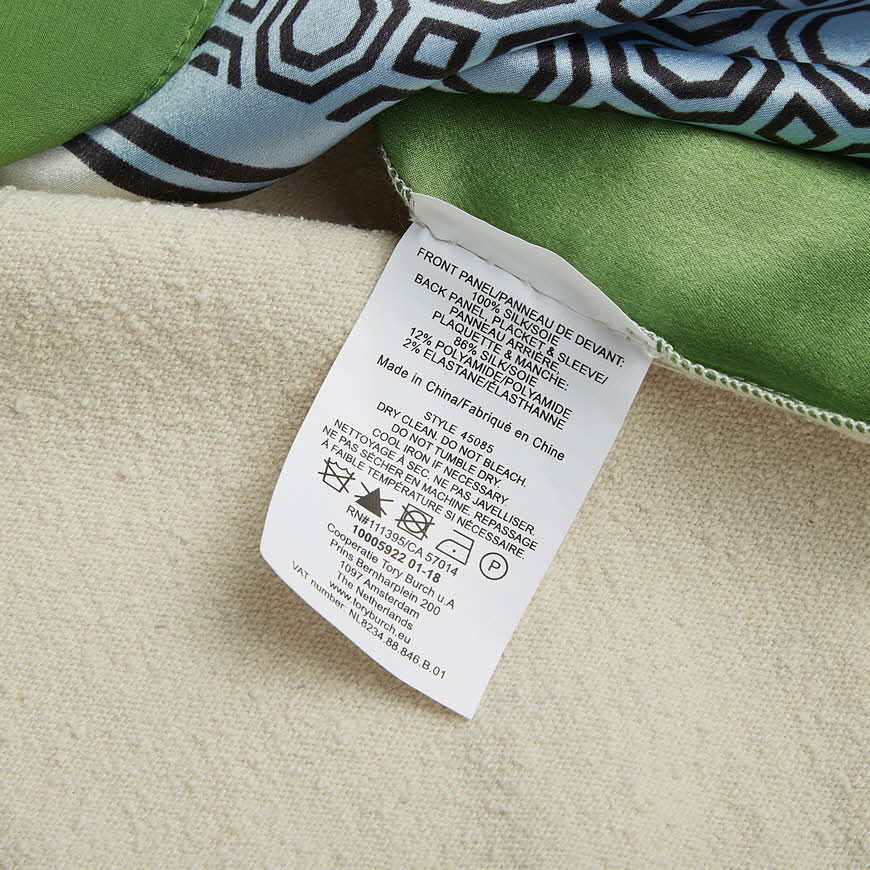 FRONT PANEL/PANNEAU DE DEVANT:
100% SILK/SOIE
BACK PANEL, PLACKET & SLEEVE/
PANNEAU ARRIÈRE,
PLAQUETTE & MANCHE:
86% SILK/SOIE
12% POLYAMIDE/POLYAMIDE
2% ELASTANE/ÉLASTHANNE
Made in China/Fabriqué en Chine
STYLE 45085
DRY CLEAN. DO NOT BLEACH.
DO NOT TUMBLE DRY.
COOL IRON IF NECESSARY.
NETTOYAGE À SEC. NE PAS JAVELLISER.
NE PAS SÉCHER EN MACHINE. REPASSAGE
À FAIBLE TEMPÉRATURE SI NÉCESSAIRE.
P
RN#111395/CA 57014
10005922 01-18
Cooperatie Tory Burch u.A
Prins Bernharplein 200
1097 Amsterdam
The Netherlands
www.toryburch.eu
VAT number: NL8234.88.846.B.01